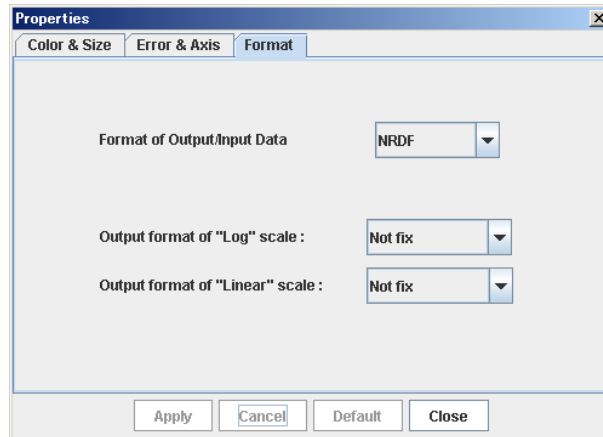 Properties
Color & Size Error & Axis Format
Format of Output/Input Data NRDF
Output format of "Log" scale : Not fix
Output format of "Linear" scale : Not fix
Apply Cancel Default Close